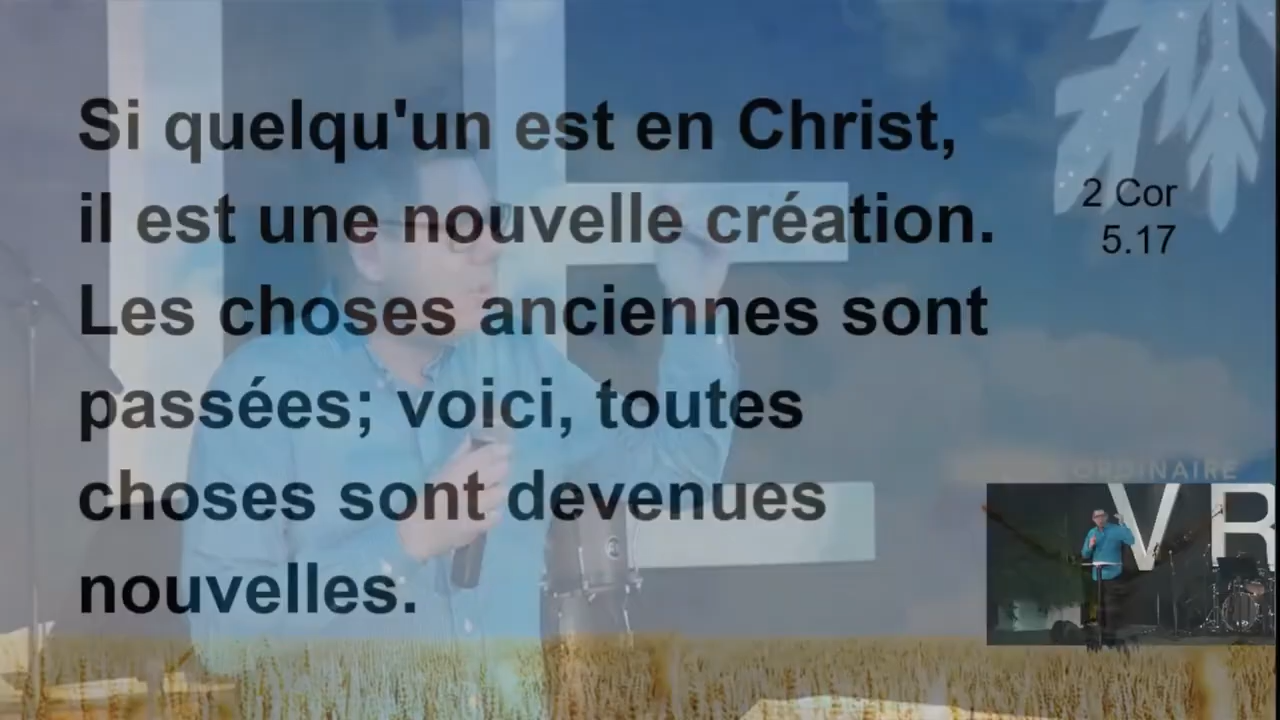 Si quelqu'un est en Christ,
il est une nouvelle création.
Les choses anciennes sont
passées; voici, toutes
choses sont devenues
nouvelles.
2 Cor
5.17
ORDINAIRE
VR